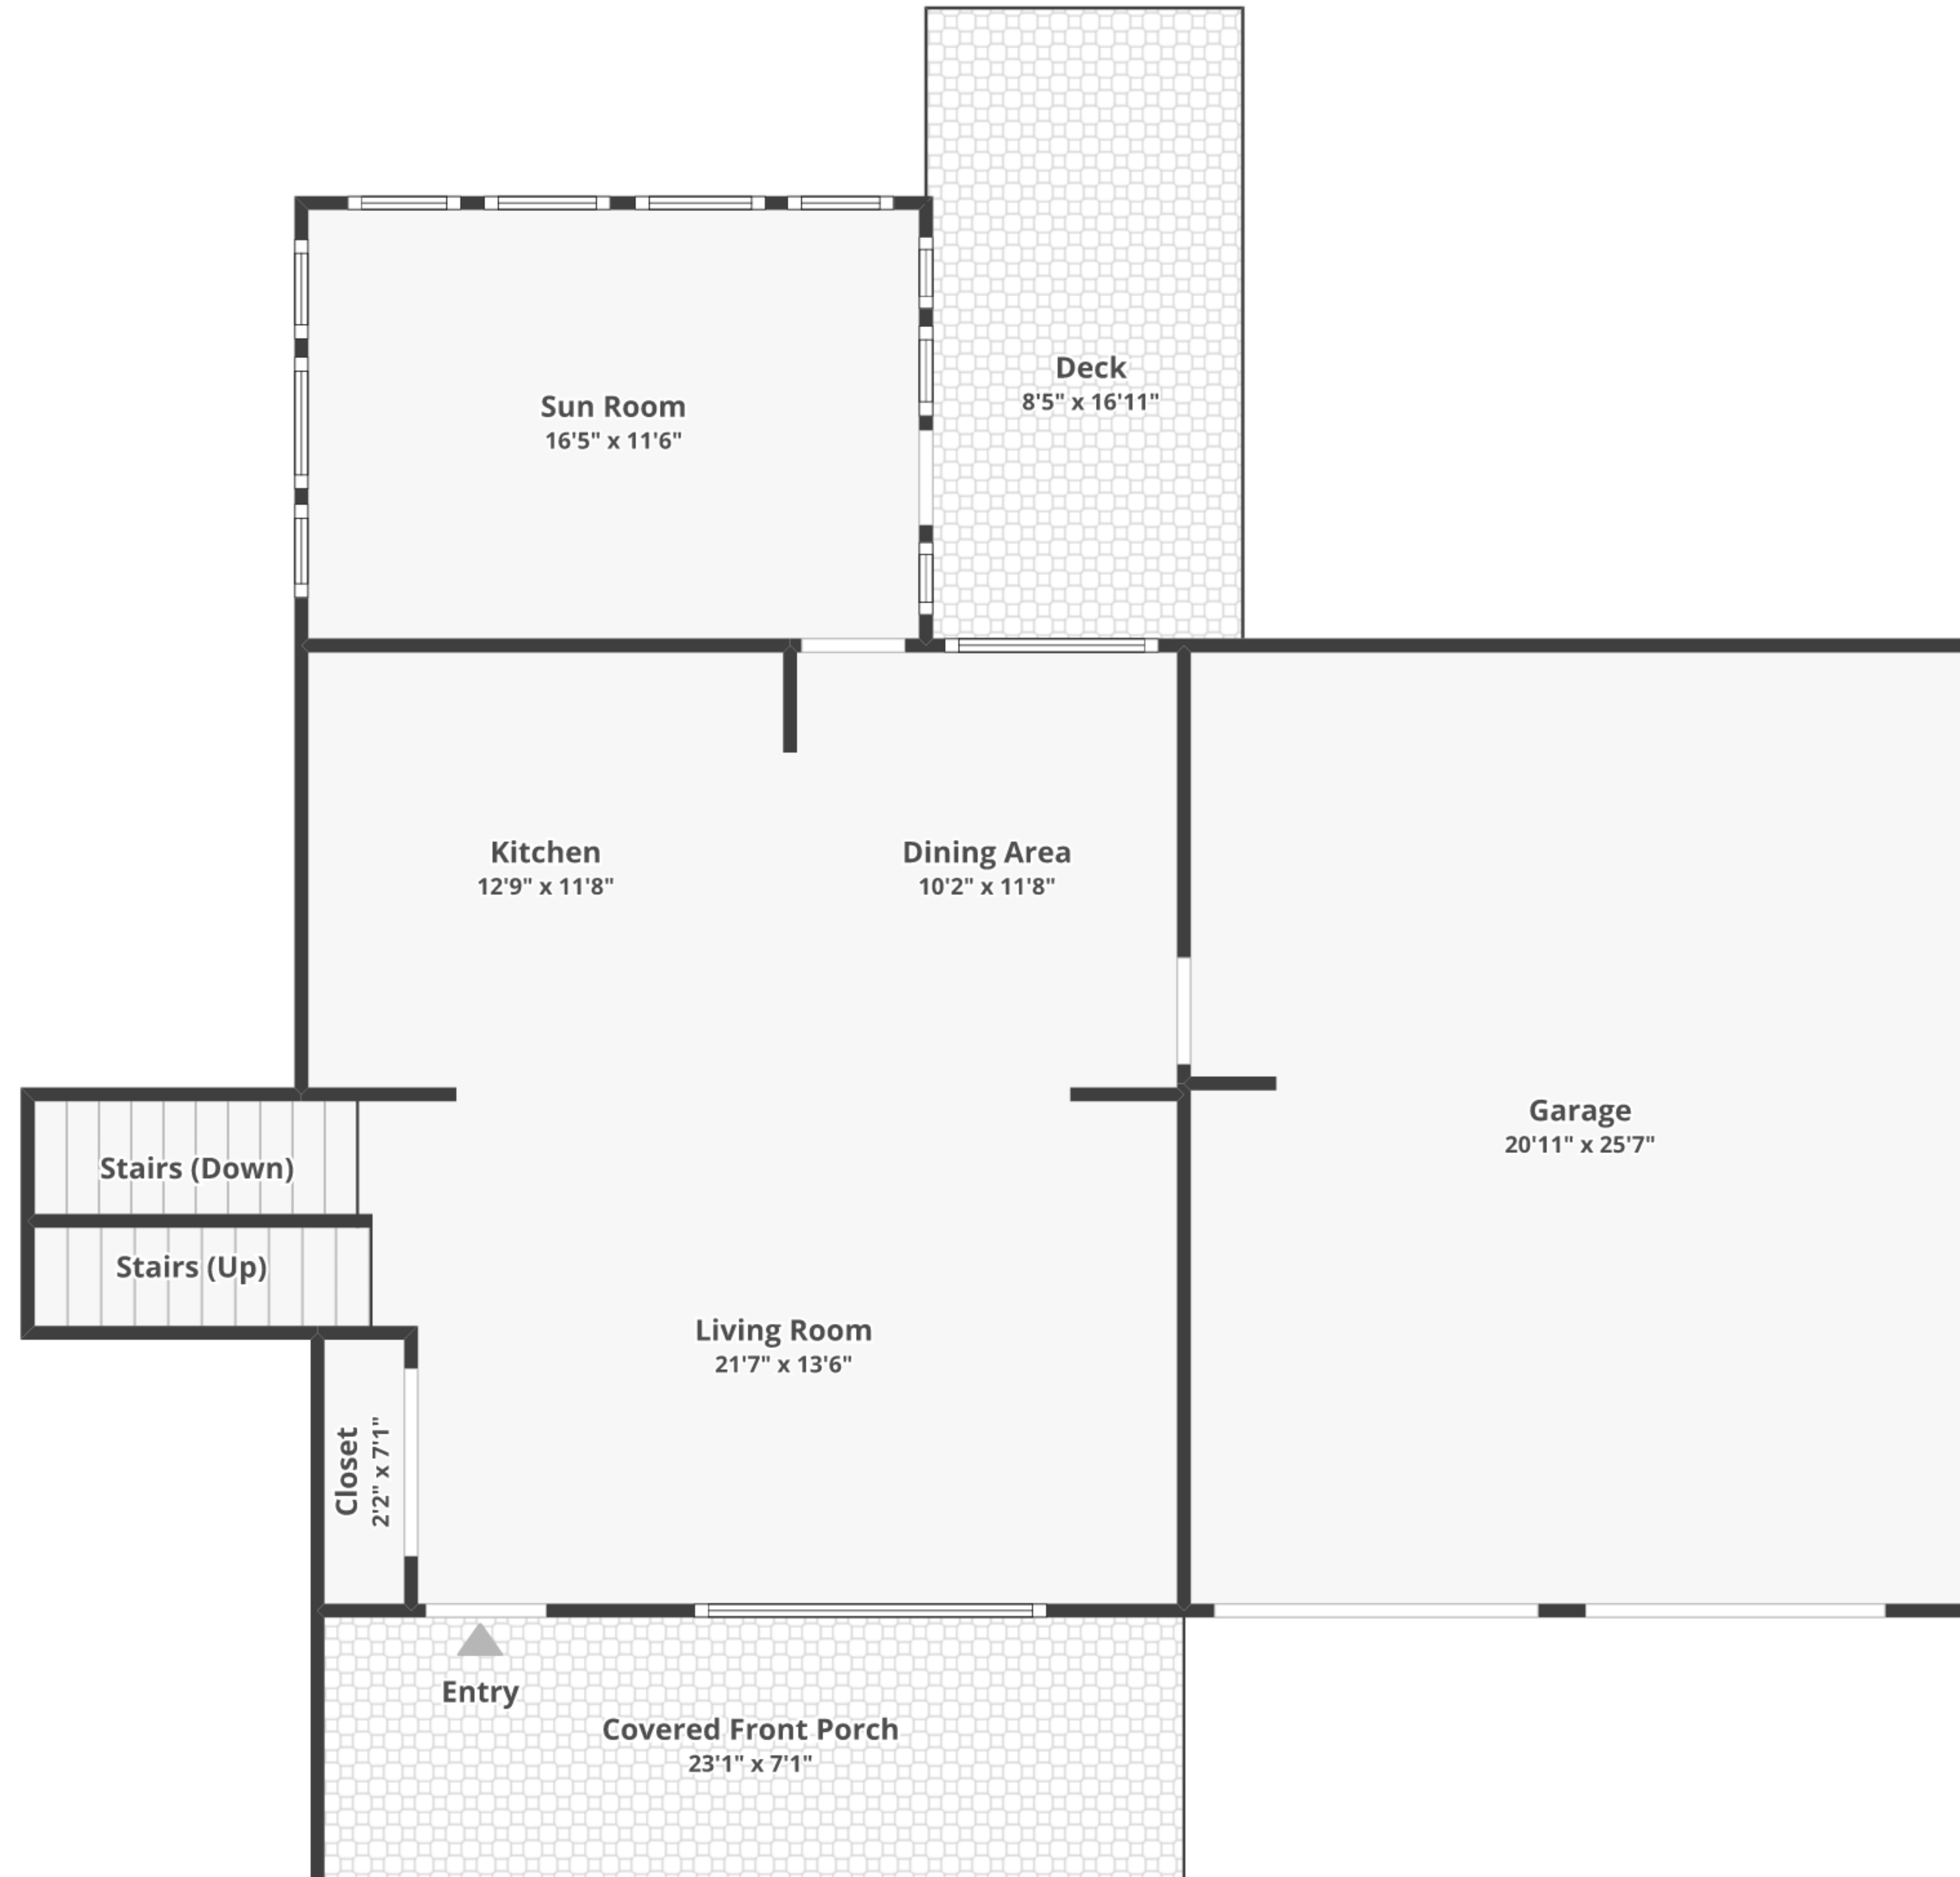 Deck
8'5" x 16'11"
Sun Room
16'5" x 11'6"
Kitchen
12'9" x 11'8"
Dining Area
10'2" x 11'8"
Garage
20'11" x 25'7"
Stairs (Down)
Stairs (Up)
Living Room
21'7" x 13'6"
Closet
2'2" x 7'1"
Entry
Covered Front Porch
23'1" x 7'1"